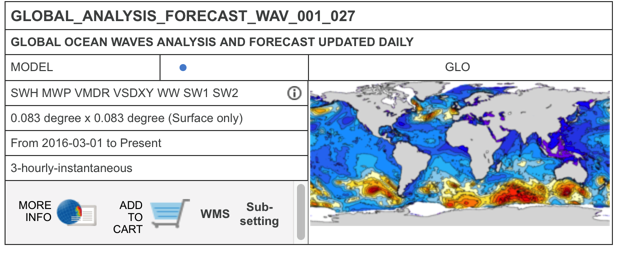 GLOBAL_ANALYSIS_FORECAST_WAV_001_027
GLOBAL OCEAN WAVES ANALYSIS AND FORECAST UPDATED DAILY
MODEL
GLO
SWH MWP VMDR VSDXY WW SW1 SW2
0.083 degree x 0.083 degree (Surface only)
From 2016-03-01 to Present
3-hourly-instantaneous
MORE
INFO
ADD
TO
CART
WMS
Sub-
setting